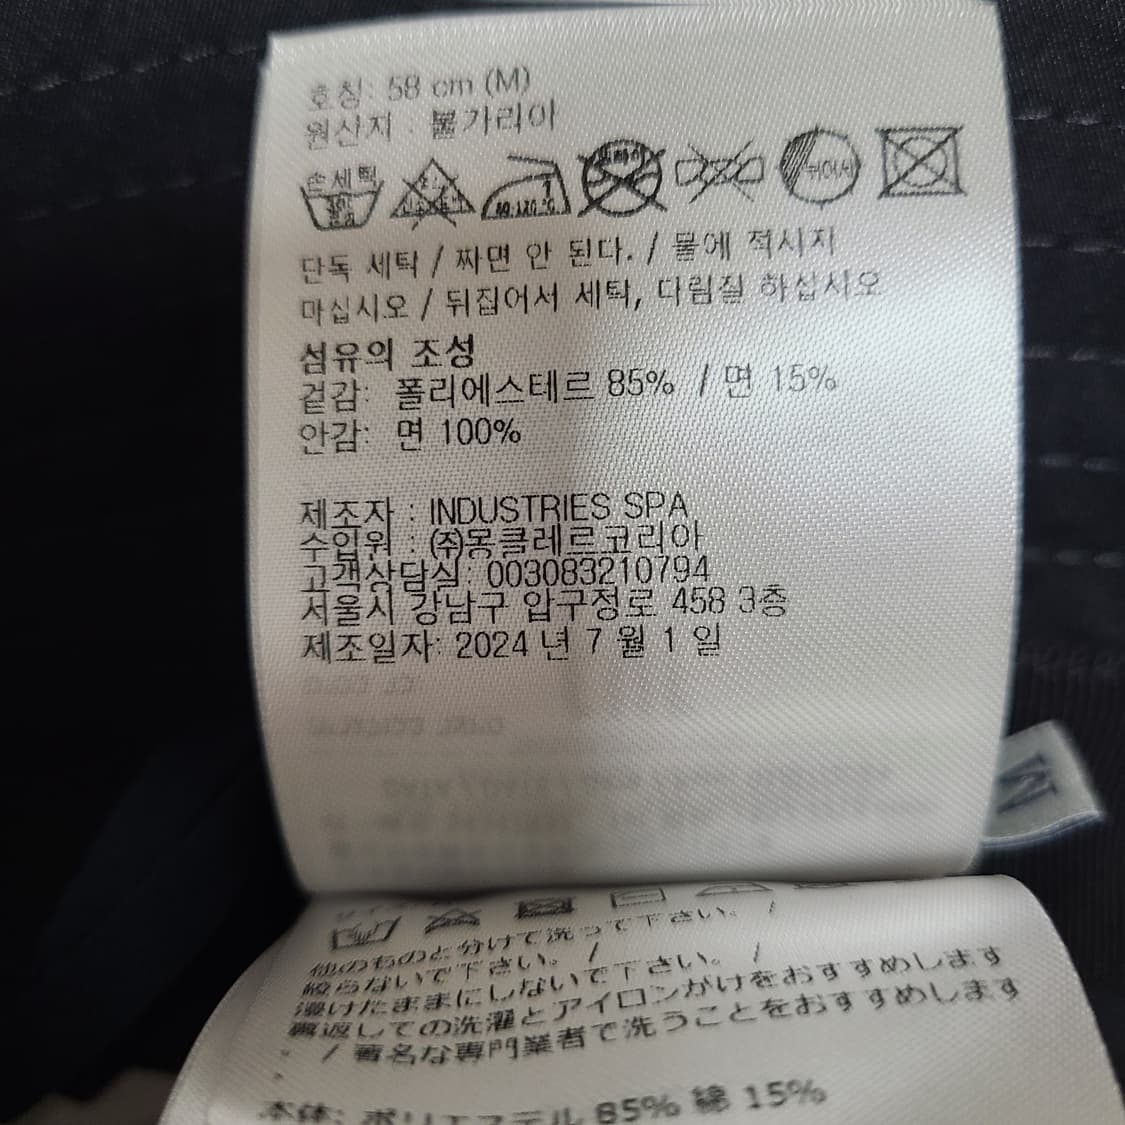 호칭: 58 cm (M)
원산지 : 불가리아
손세탁
80-120 °C
뉘어서
단독 세탁 / 짜면 안 된다. / 물에 적시지
마십시오 / 뒤집어서 세탁, 다림질 하십시오
섬유의 조성
겉감: 폴리에스테르 85% / 면 15%
안감: 면 100%
제조자 : INDUSTRIES SPA
수입원 : ㈜몽클레르코리아
고객상담실: 003083210794
서울시 강남구 압구정로 458 3층
제조일자: 2024 년 7 월 1 일
M
他のものと分けて洗って下さい。 /
絞らないで下さい。 / /
漬けたままにしないで下さい。
裏返しての洗濯とアイロンがけをおすすめします
/ 著名な専門業者で洗うことをおすすめします
本体: ポリエステル 85% 綿 15%